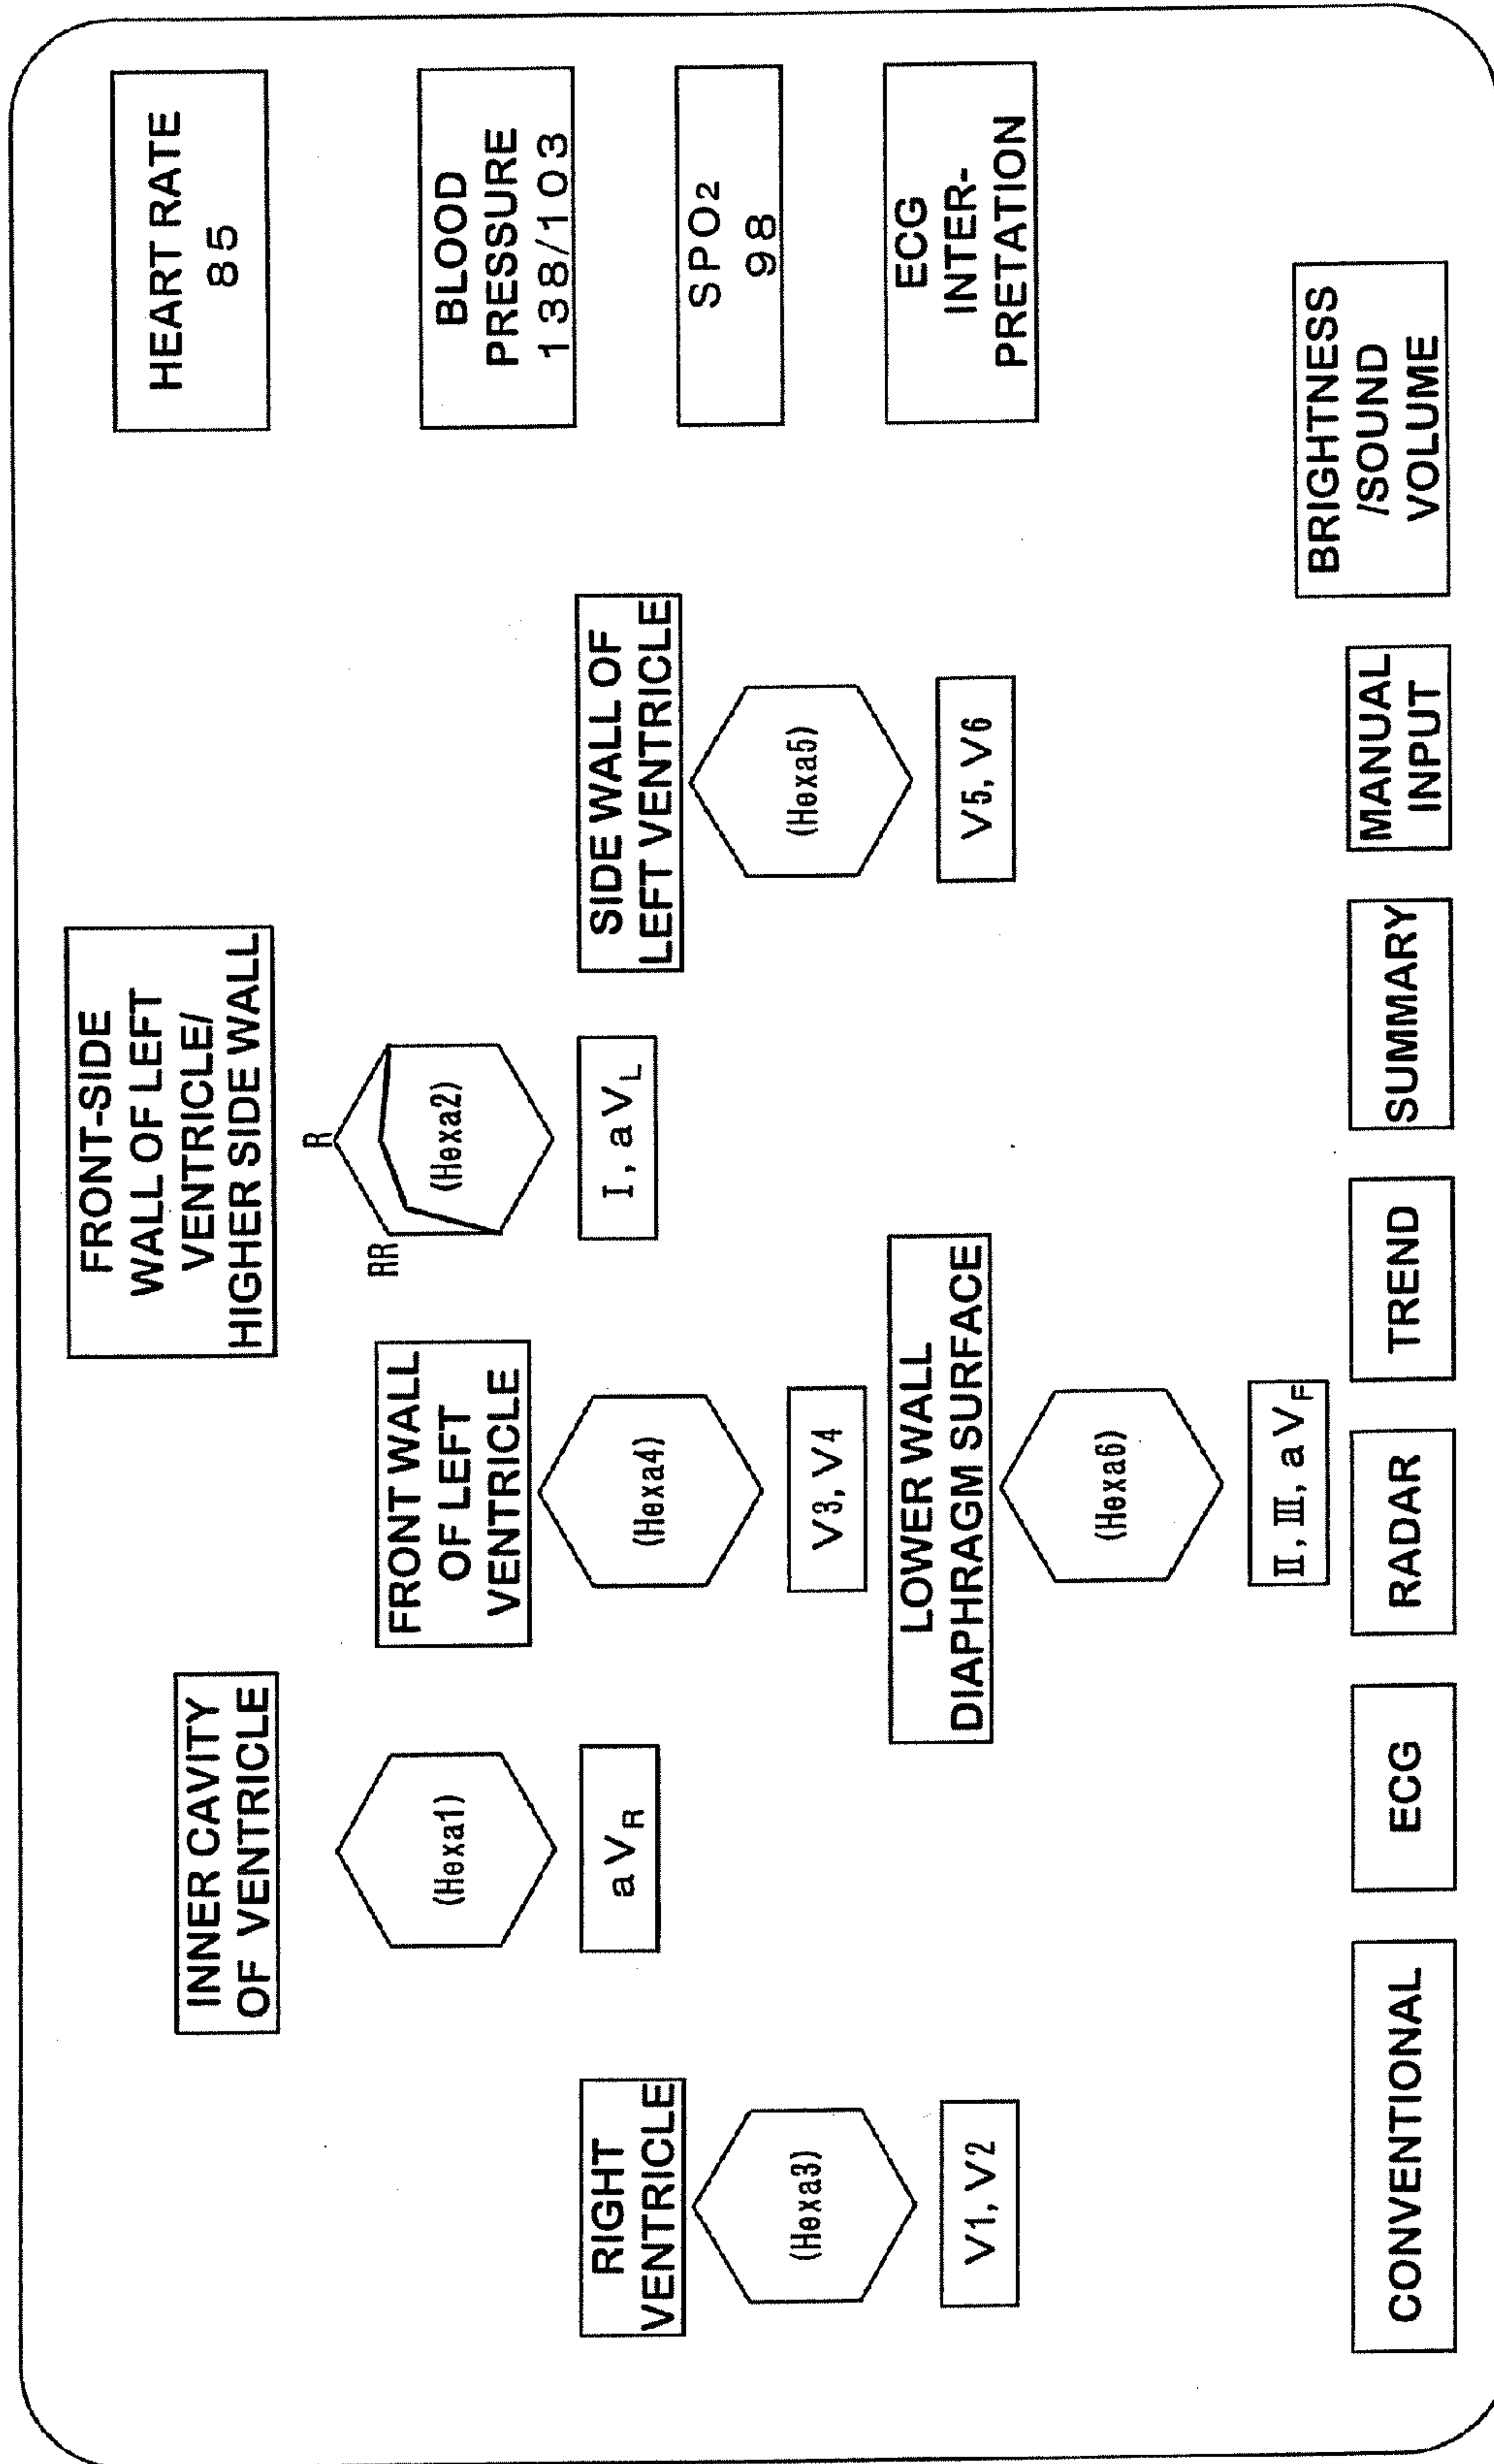 INNER CAVITY
OF VENTRICLE
(Hexa1)
aVR
FRONT-SIDE
WALL OF LEFT
VENTRICLE/
HIGHER SIDE WALL
R
RR
(Hexa2)
I, aVL
HEART RATE
85
RIGHT
VENTRICLE
(Hexa3)
V1, V2
FRONT WALL
OF LEFT
VENTRICLE
(Hexa4)
V3, V4
SIDE WALL OF
LEFT VENTRICLE
(Hexa5)
V5, V6
BLOOD
PRESSURE
138/103
SPO2
98
LOWER WALL
DIAPHRAGM SURFACE
(Hexa6)
II, III, aVF
ECG
INTER-
PRETATION
CONVENTIONAL
ECG
RADAR
TREND
SUMMARY
MANUAL
INPUT
BRIGHTNESS
/SOUND
VOLUME